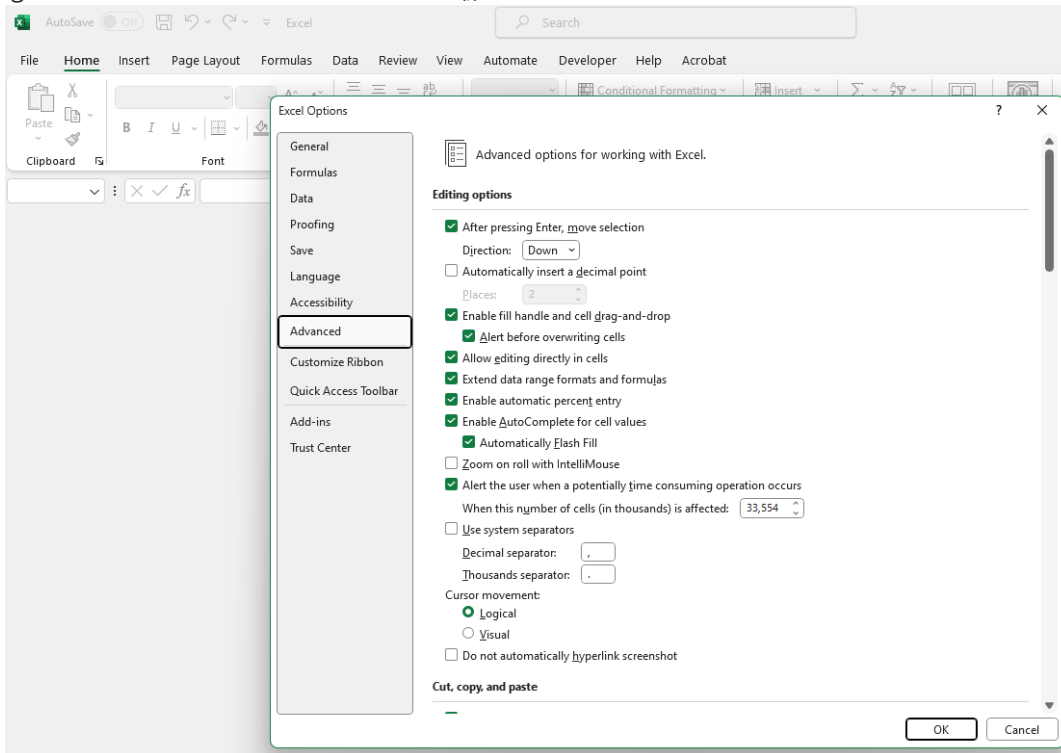 AutoSave Off Excel Search
File Home Insert Page Layout Formulas Data Review View Automate Developer Help Acrobat
Paste B I U ab Conditional Formatting Insert
Clipboard Font
fx
Excel Options ? ×
General
Formulas
Data
Proofing
Save
Language
Accessibility
Advanced
Customize Ribbon
Quick Access Toolbar
Add-ins
Trust Center
Advanced options for working with Excel.
Editing options
After pressing Enter, move selection
Direction: Down
Automatically insert a decimal point
Places: 2
Enable fill handle and cell drag-and-drop
Alert before overwriting cells
Allow editing directly in cells
Extend data range formats and formulas
Enable automatic percent entry
Enable AutoComplete for cell values
Automatically Flash Fill
Zoom on roll with IntelliMouse
Alert the user when a potentially time consuming operation occurs
When this number of cells (in thousands) is affected: 33,554
Use system separators
Decimal separator: ,
Thousands separator: .
Cursor movement:
Logical
Visual
Do not automatically hyperlink screenshot
Cut, copy, and paste
OK Cancel